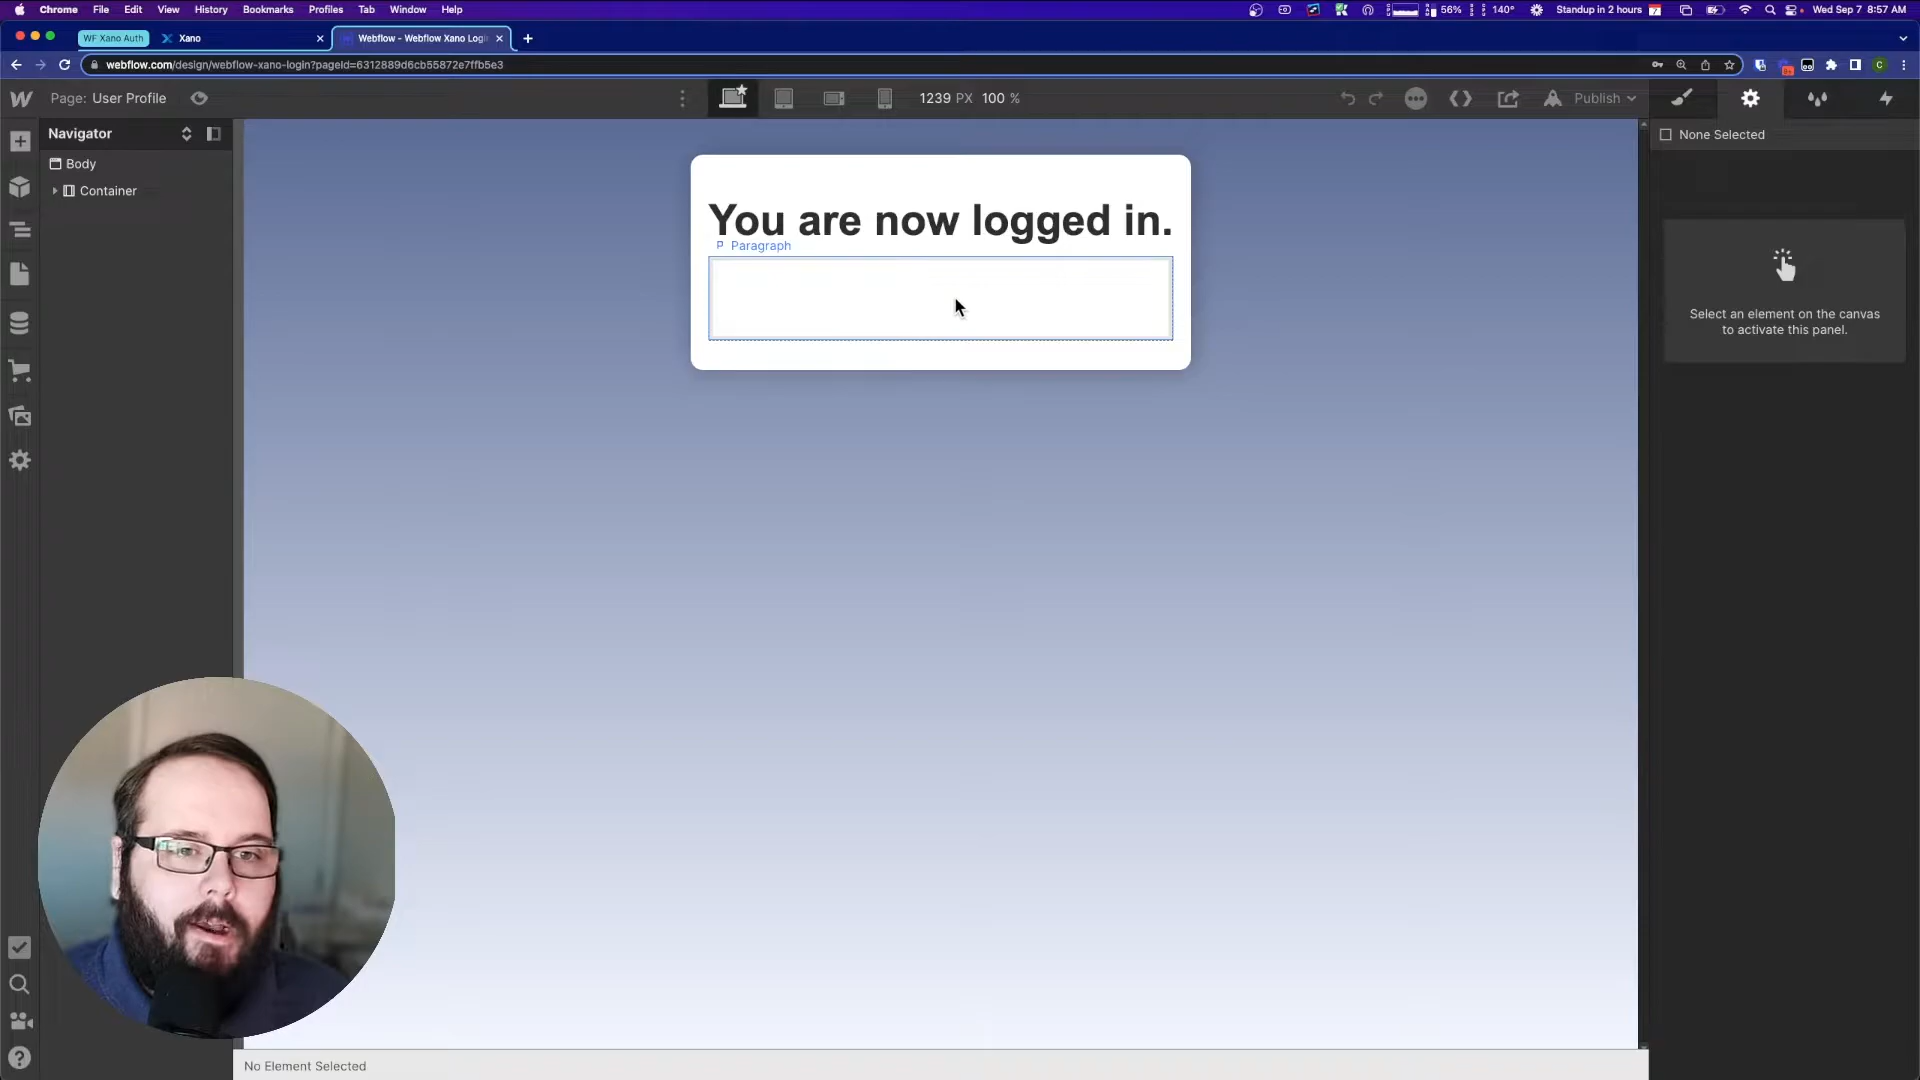 Chrome File Edit View History Bookmarks Profiles Tab Window Help
56% 140° Standup in 2 hours 7 Wed Sep 7 8:57 AM
WF Xano Auth Xano Webflow - Webflow Xano Logi
webflow.com/design/webflow-xano-login?pageId=6312889d6cb55872e7ffb5e3
Page: User Profile 1239 PX 100 % Publish
Navigator
None Selected
Body
Container
You are now logged in.
Paragraph
Select an element on the canvas
to activate this panel.
No Element Selected